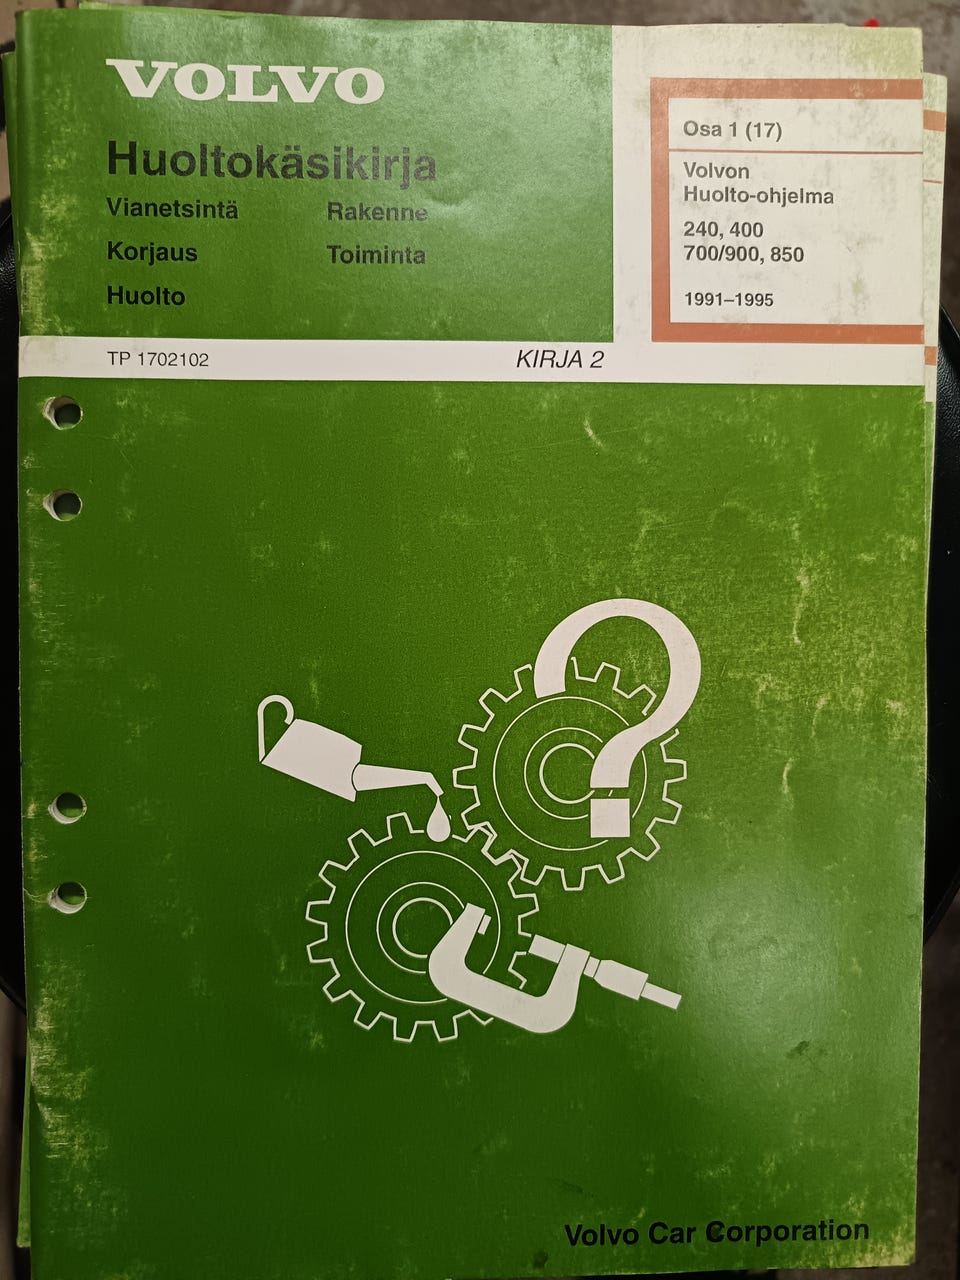 VOLVO
Huoltokäsikirja
Vianetsintä Rakenne
Korjaus Toiminta
Huolto
Osa 1 (17)
Volvon
Huolto-ohjelma
240, 400
700/900, 850
1991–1995
TP 1702102 KIRJA 2
?
Volvo Car Corporation